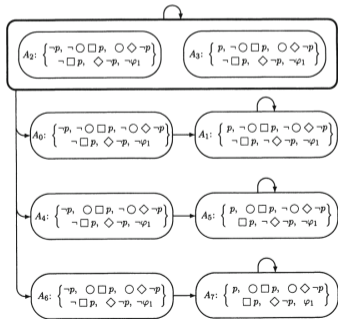 A₂: {¬p, ¬○□p, ○◇¬p
¬□p, ◇¬p, ¬φ₁}
A₃: {p, ¬○□p, ○◇¬p
¬□p, ◇¬p, ¬φ₁}
A₀: {¬p, ¬○□p, ¬○◇¬p
¬□p, ◇¬p, ¬φ₁}
A₁: {p, ¬○□p, ¬○◇¬p
¬□p, ¬◇¬p, ¬φ₁}
A₄: {¬p, ○□p, ¬○◇¬p
¬□p, ◇¬p, ¬φ₁}
A₅: {p, ○□p, ¬○◇¬p
□p, ¬◇¬p, ¬φ₁}
A₆: {¬p, ○□p, ○◇¬p
¬□p, ◇¬p, ¬φ₁}
A₇: {p, ○□p, ○◇¬p
□p, ◇¬p, φ₁}